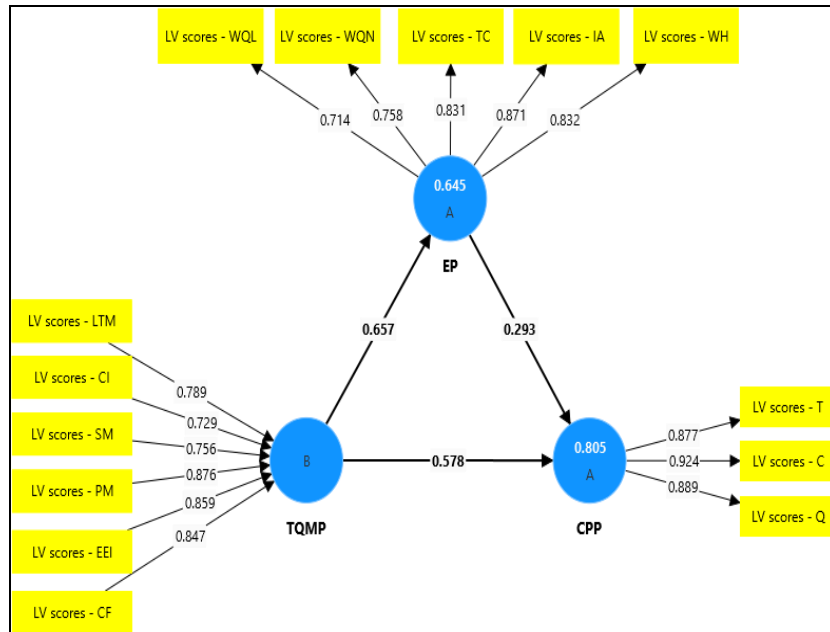 LV scores - WQL
LV scores - WQN
LV scores - TC
LV scores - IA
LV scores - WH
0.714
0.758
0.831
0.871
0.832
0.645
A
EP
LV scores - LTM
LV scores - CI
LV scores - SM
LV scores - PM
LV scores - EEI
LV scores - CF
0.789
0.729
0.756
0.876
0.859
0.847
B
TQMP
0.657
0.293
0.578
0.805
A
CPP
0.877
0.924
0.889
LV scores - T
LV scores - C
LV scores - Q